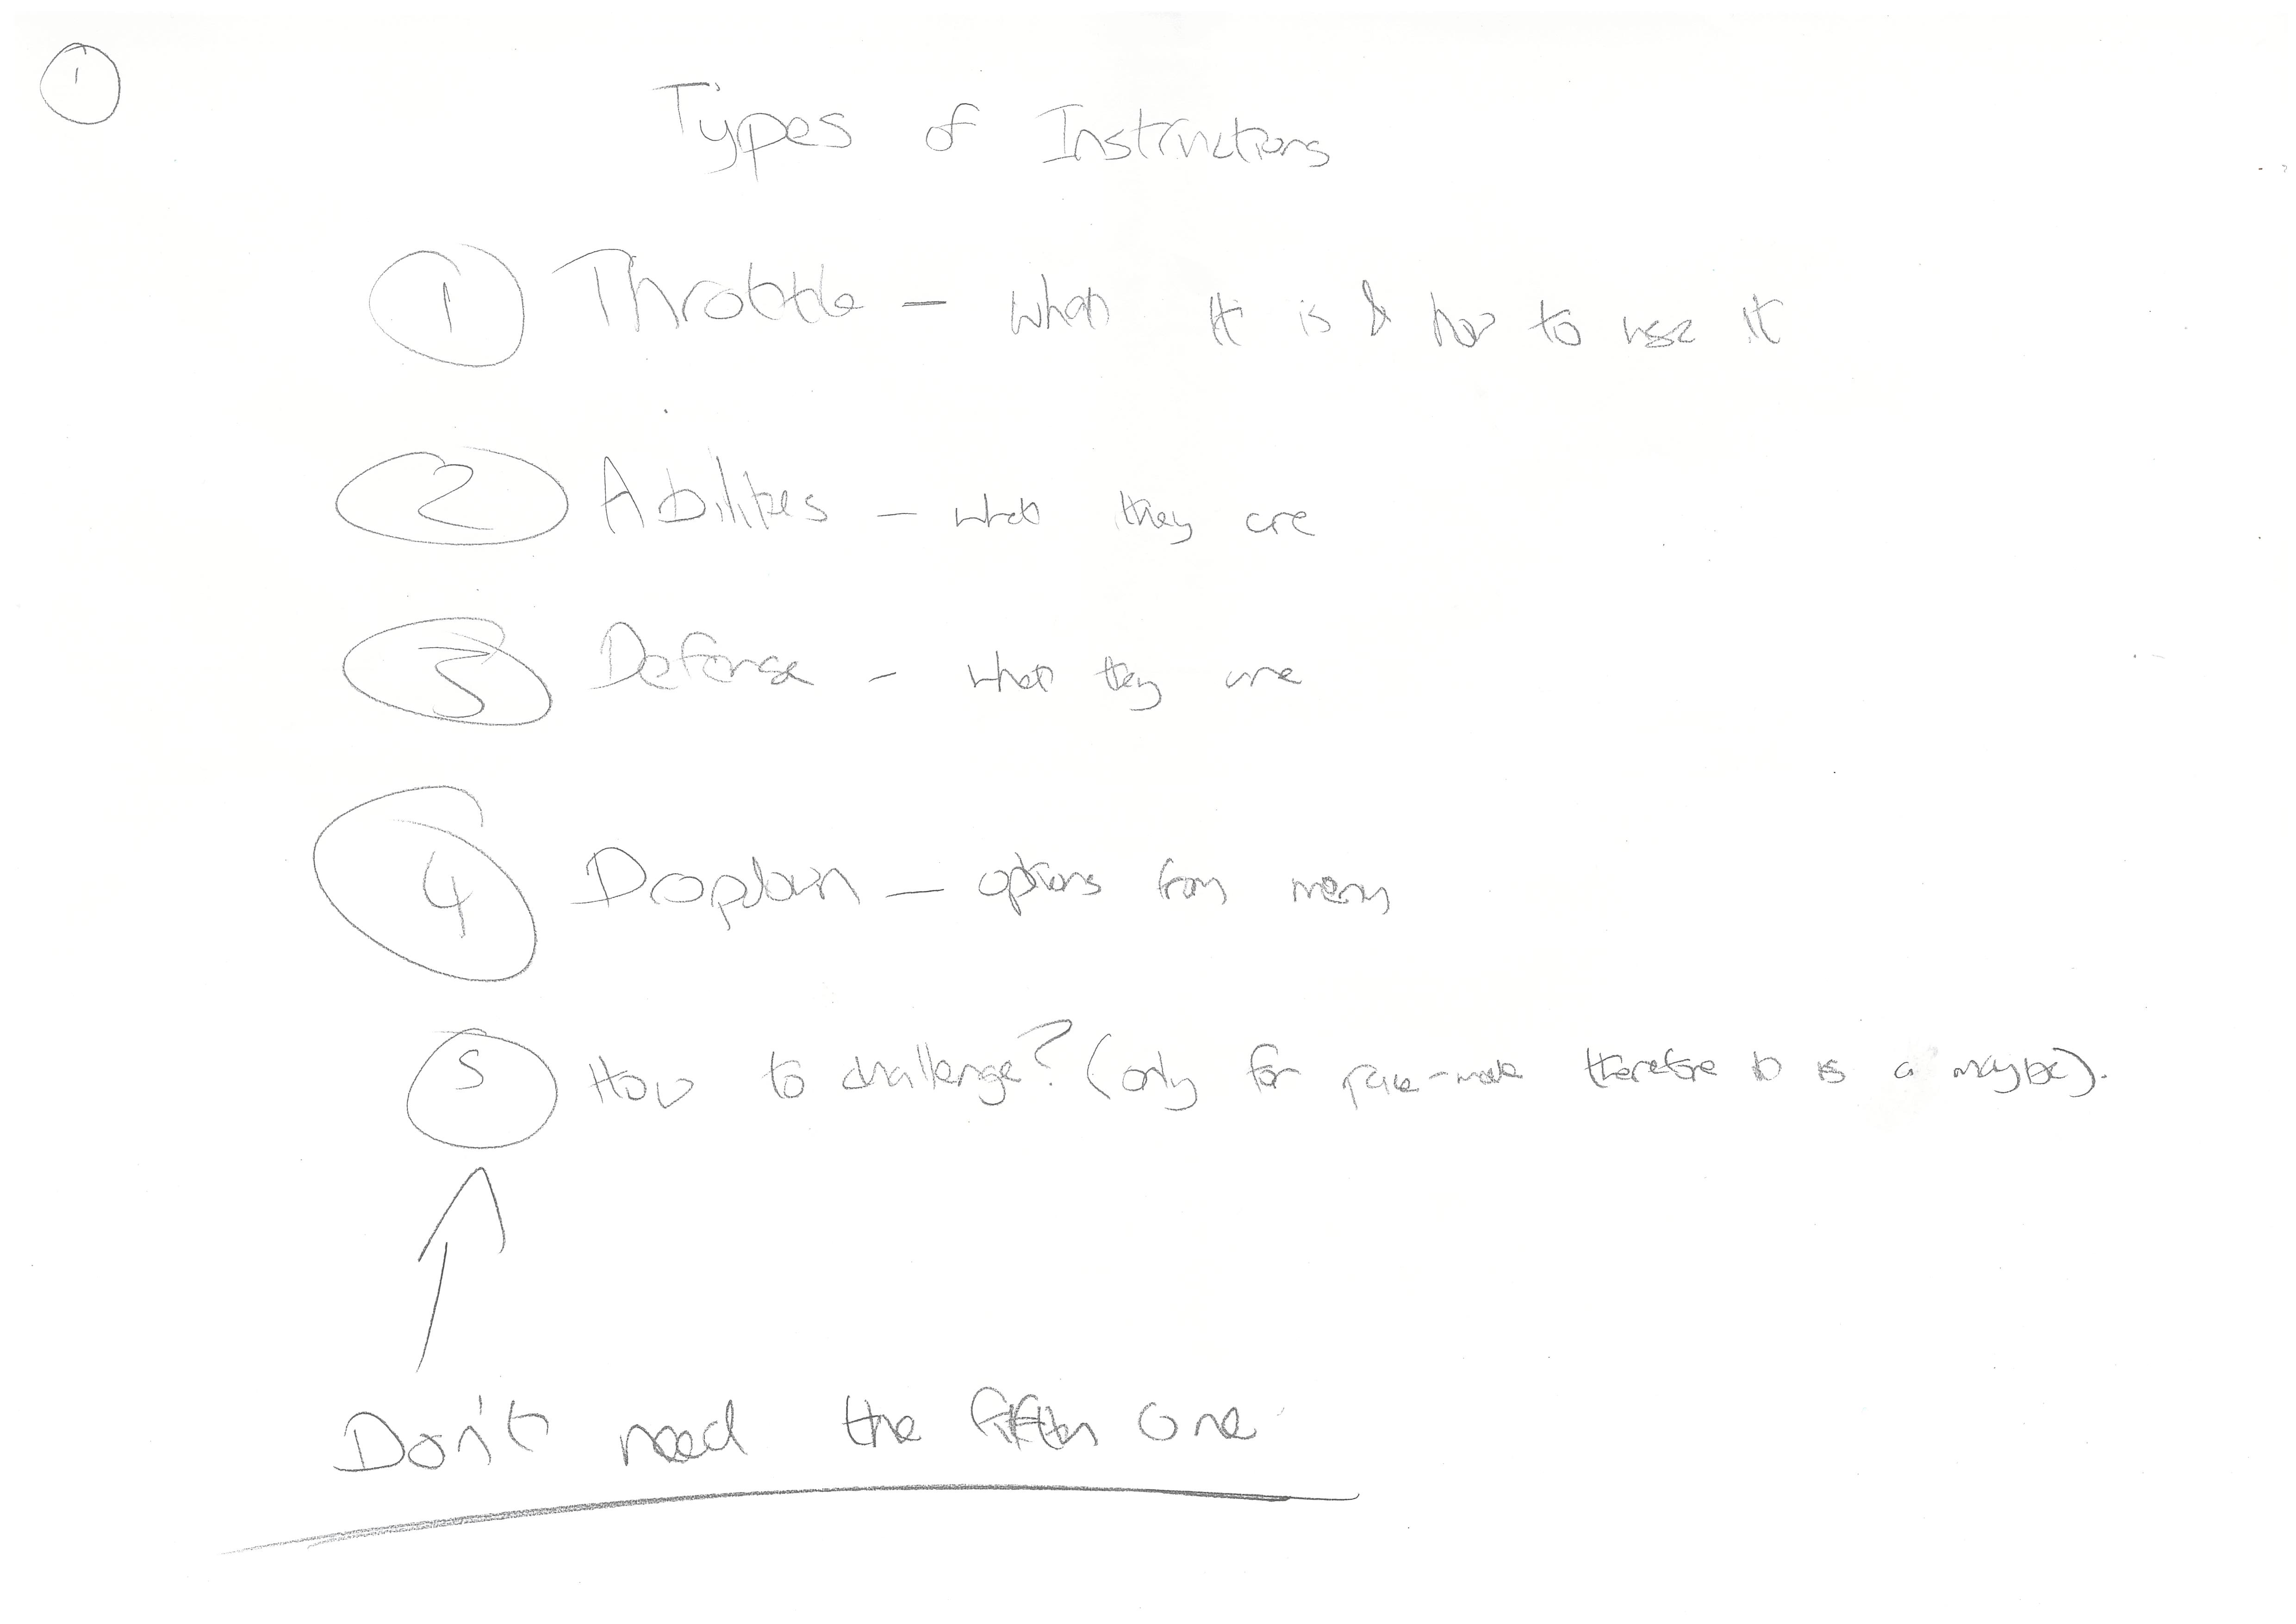 1
Types of Instructions
1 Throttle - what it is & how to use it
2 Abilities - what they are
3 Defense - what they are
4 Dropdown - options from menu
5 How to challenge? (only for race-mode therefore it is a maybe).
Don't need the fifth one